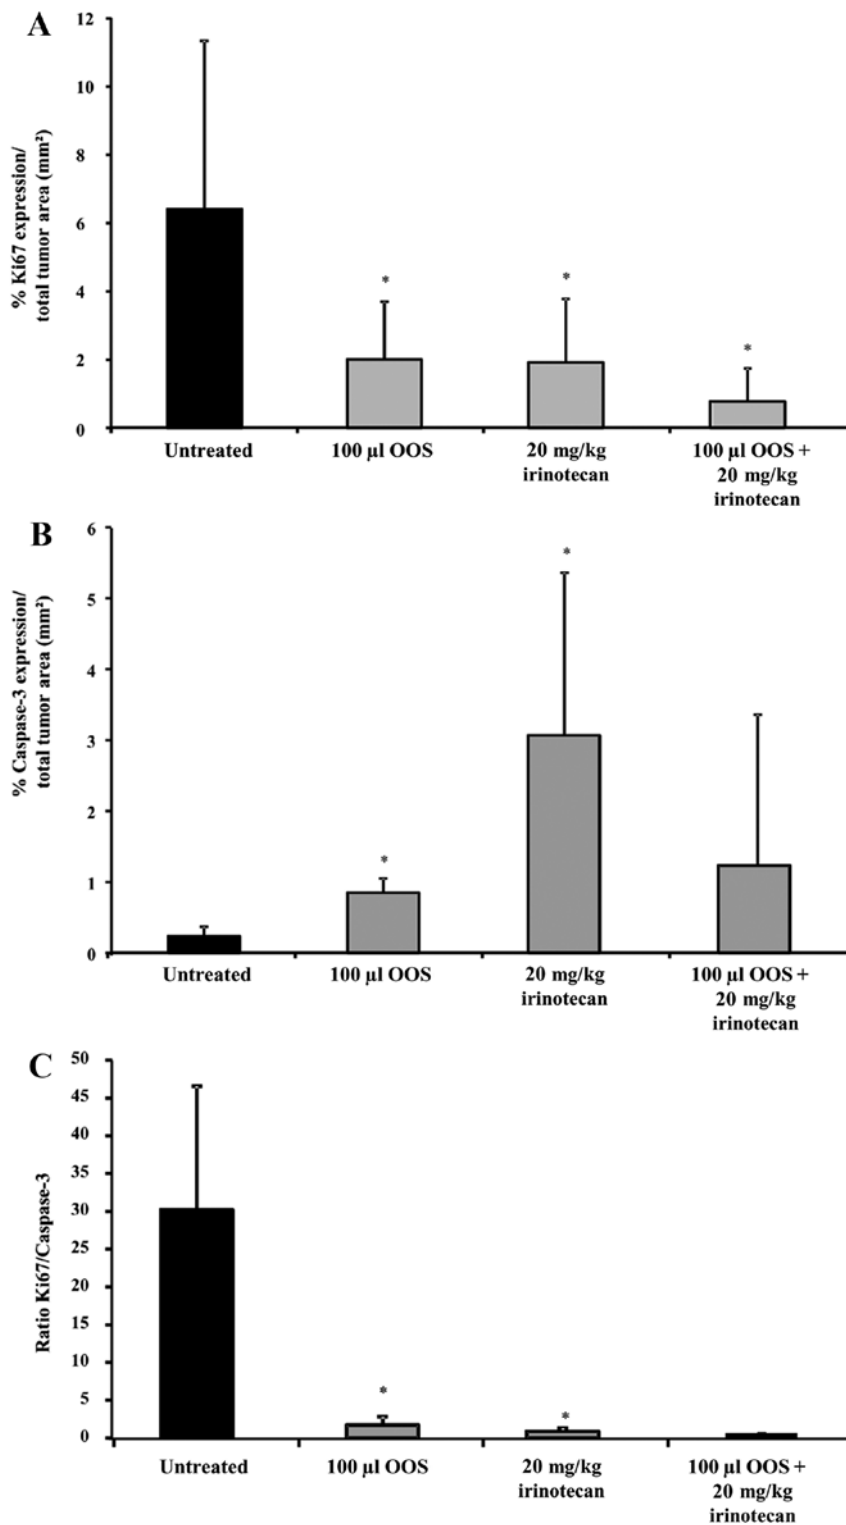 A
% Ki67 expression/
total tumor area (mm²)
12
10
8
6
4
2
0
*
*
*
Untreated
100 µl OOS
20 mg/kg
irinotecan
100 µl OOS +
20 mg/kg
irinotecan
B
% Caspase-3 expression/
total tumor area (mm²)
6
5
4
3
2
1
0
*
*
Untreated
100 µl OOS
20 mg/kg
irinotecan
100 µl OOS +
20 mg/kg
irinotecan
C
Ratio Ki67/Caspase-3
50
45
40
35
30
25
20
15
10
5
0
*
*
Untreated
100 µl OOS
20 mg/kg
irinotecan
100 µl OOS +
20 mg/kg
irinotecan